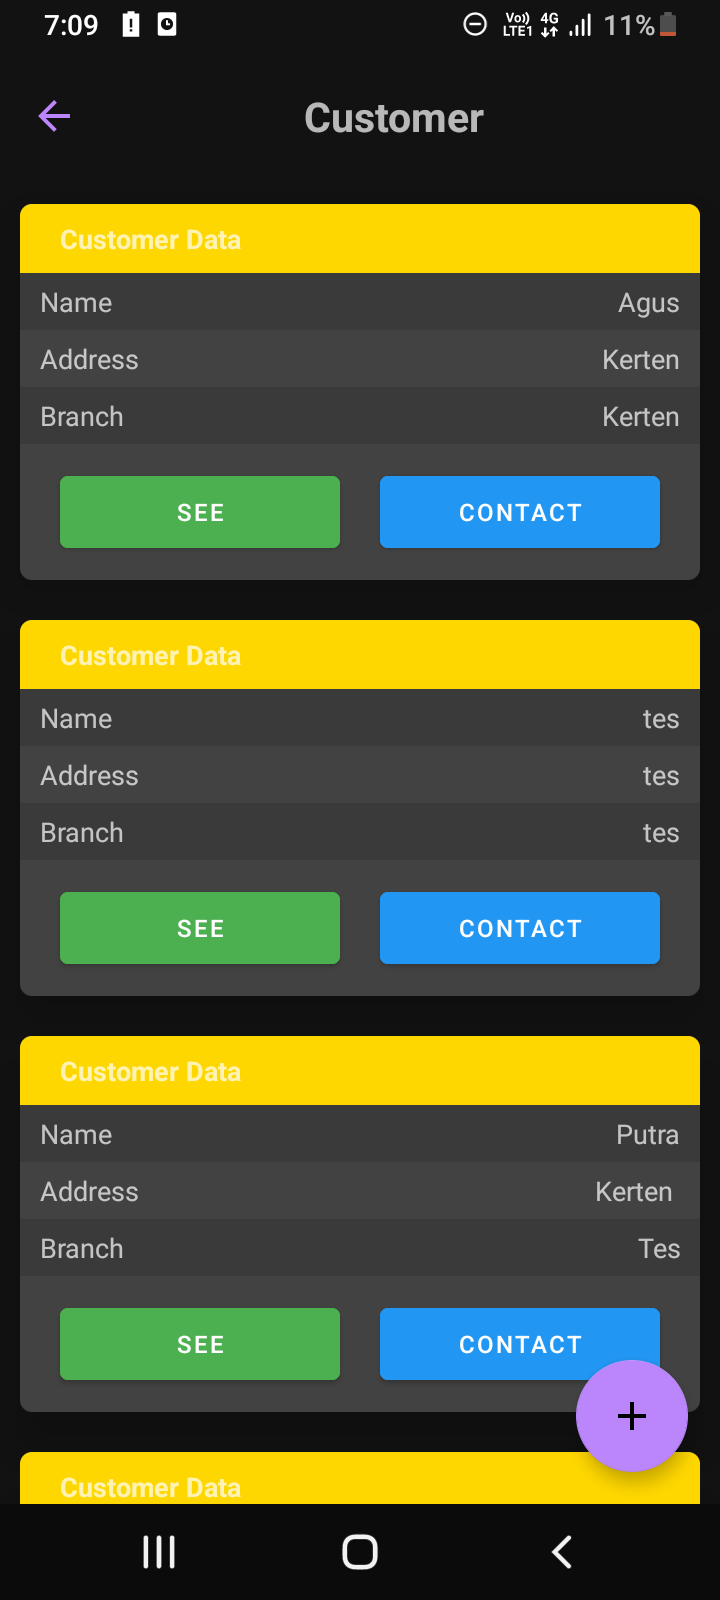 7:09
Vo)) 4G
LTE1
11%
Customer
Customer Data
Name Agus
Address Kerten
Branch Kerten
SEE CONTACT
Customer Data
Name tes
Address tes
Branch tes
SEE CONTACT
Customer Data
Name Putra
Address Kerten
Branch Tes
SEE CONTACT
+
Customer Data